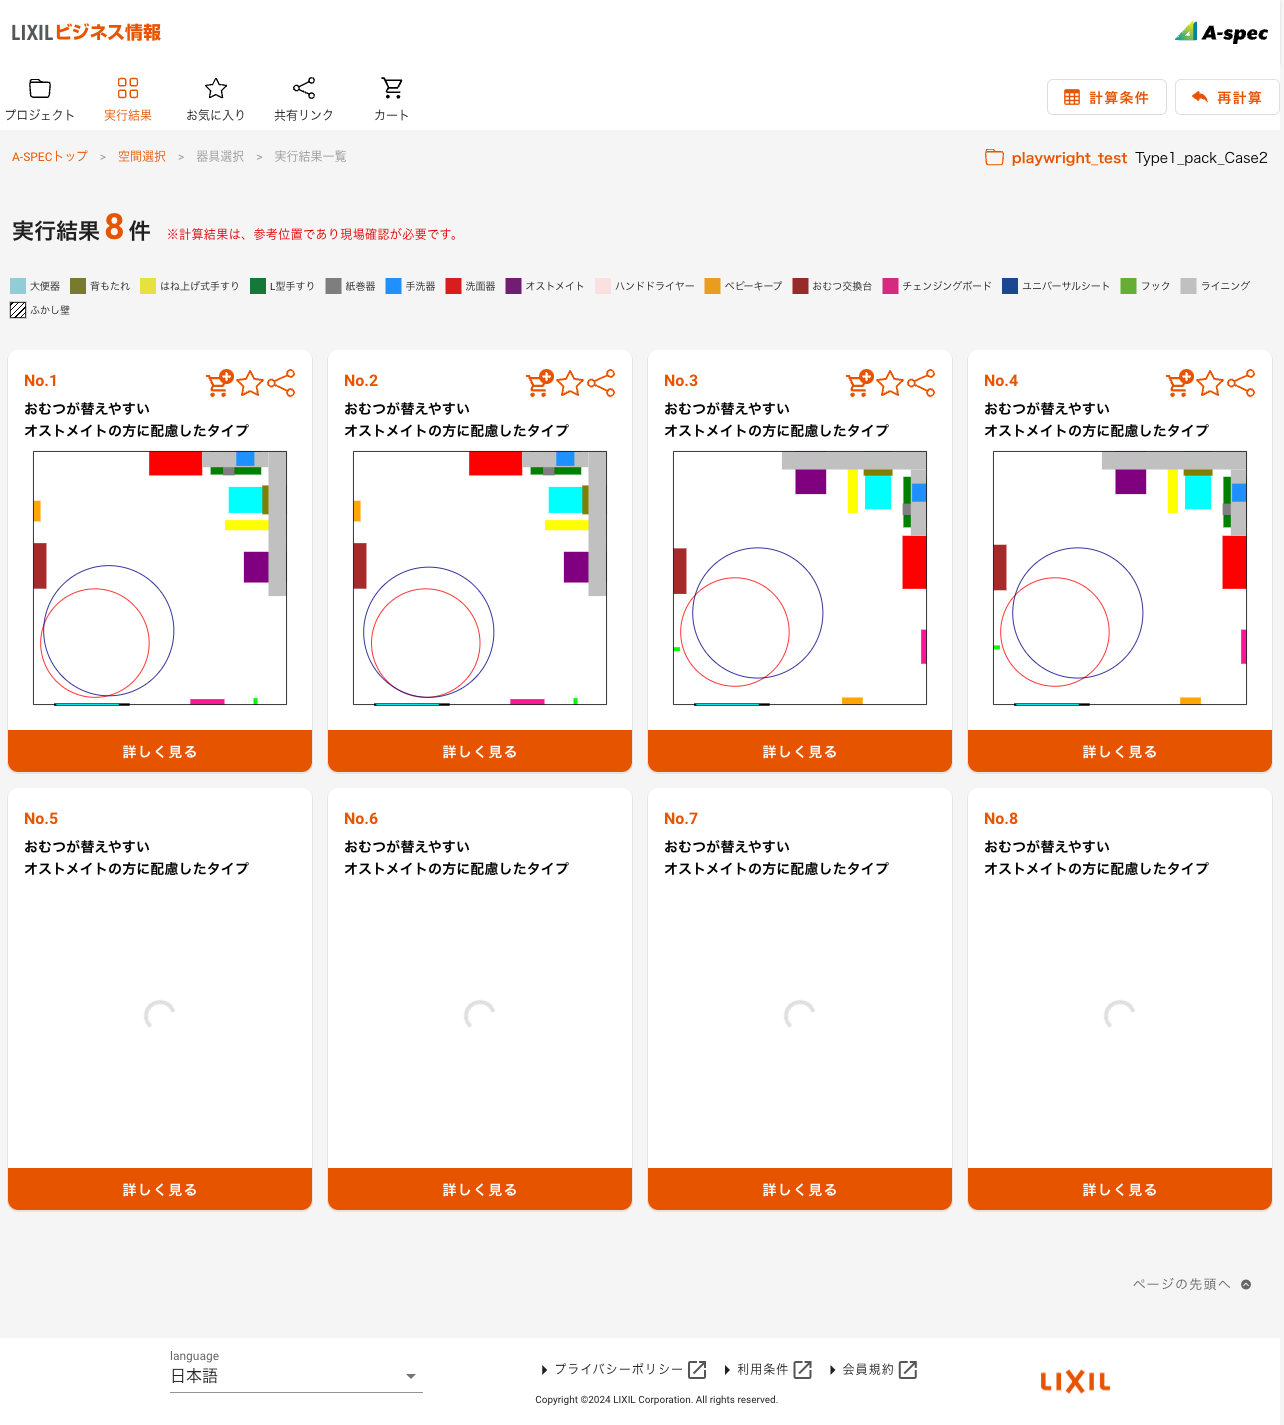 LIXILビジネス情報
A-spec
プロジェクト
実行結果
お気に入り
共有リンク
カート
計算条件
再計算
A-SPECトップ > 空間選択 > 器具選択 > 実行結果一覧
playwright_test Type1_pack_Case2
実行結果 8 件 ※計算結果は、参考位置であり現場確認が必要です。
大便器 背もたれ はね上げ式手すり L型手すり 紙巻器 手洗器 洗面器 オストメイト ハンドドライヤー ベビーキープ おむつ交換台 チェンジングボード ユニバーサルシート フック ライニング
ふかし壁
No.1
おむつが替えやすい
オストメイトの方に配慮したタイプ
詳しく見る
No.2
おむつが替えやすい
オストメイトの方に配慮したタイプ
詳しく見る
No.3
おむつが替えやすい
オストメイトの方に配慮したタイプ
詳しく見る
No.4
おむつが替えやすい
オストメイトの方に配慮したタイプ
詳しく見る
No.5
おむつが替えやすい
オストメイトの方に配慮したタイプ
詳しく見る
No.6
おむつが替えやすい
オストメイトの方に配慮したタイプ
詳しく見る
No.7
おむつが替えやすい
オストメイトの方に配慮したタイプ
詳しく見る
No.8
おむつが替えやすい
オストメイトの方に配慮したタイプ
詳しく見る
ページの先頭へ
language
日本語
プライバシーポリシー 利用条件 会員規約
Copyright ©2024 LIXIL Corporation. All rights reserved.
LIXIL